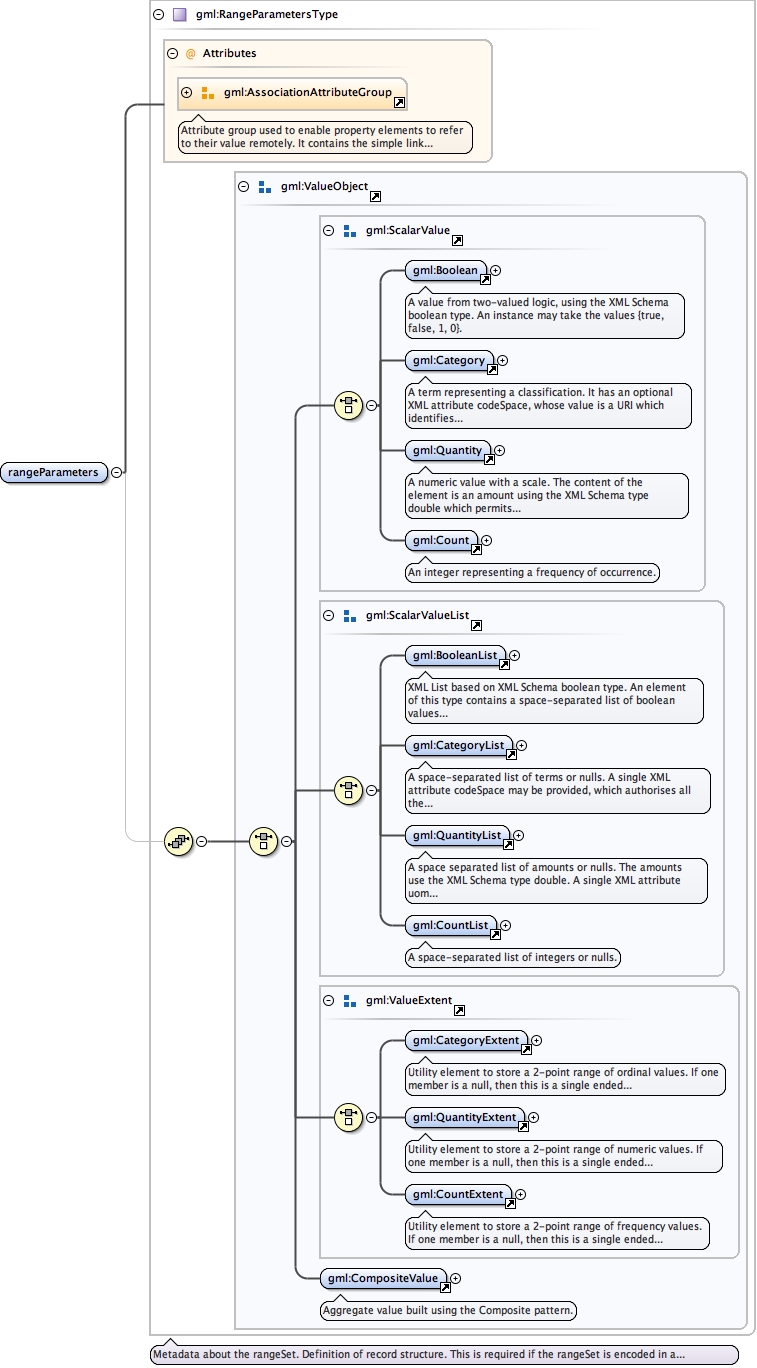 gml:RangeParametersType
@ Attributes
gml:AssociationAttributeGroup
Attribute group used to enable property elements to refer
to their value remotely. It contains the simple link...
gml:ValueObject
gml:ScalarValue
gml:Boolean
A value from two-valued logic, using the XML Schema
boolean type. An instance may take the values {true,
false, 1, 0}.
gml:Category
A term representing a classification. It has an optional
XML attribute codeSpace, whose value is a URI which
identifies...
gml:Quantity
A numeric value with a scale. The content of the
element is an amount using the XML Schema type
double which permits...
gml:Count
An integer representing a frequency of occurrence.
rangeParameters
gml:ScalarValueList
gml:BooleanList
XML List based on XML Schema boolean type. An element
of this type contains a space-separated list of boolean
values...
gml:CategoryList
A space-separated list of terms or nulls. A single XML
attribute codeSpace may be provided, which authorises all
the...
gml:QuantityList
A space separated list of amounts or nulls. The amounts
use the XML Schema type double. A single XML attribute
uom...
gml:CountList
A space-separated list of integers or nulls.
gml:ValueExtent
gml:CategoryExtent
Utility element to store a 2-point range of ordinal values. If one
member is a null, then this is a single ended...
gml:QuantityExtent
Utility element to store a 2-point range of numeric values. If
one member is a null, then this is a single ended...
gml:CountExtent
Utility element to store a 2-point range of frequency values.
If one member is a null, then this is a single ended...
gml:CompositeValue
Aggregate value built using the Composite pattern.
Metadata about the rangeSet. Definition of record structure. This is required if the rangeSet is encoded in a...